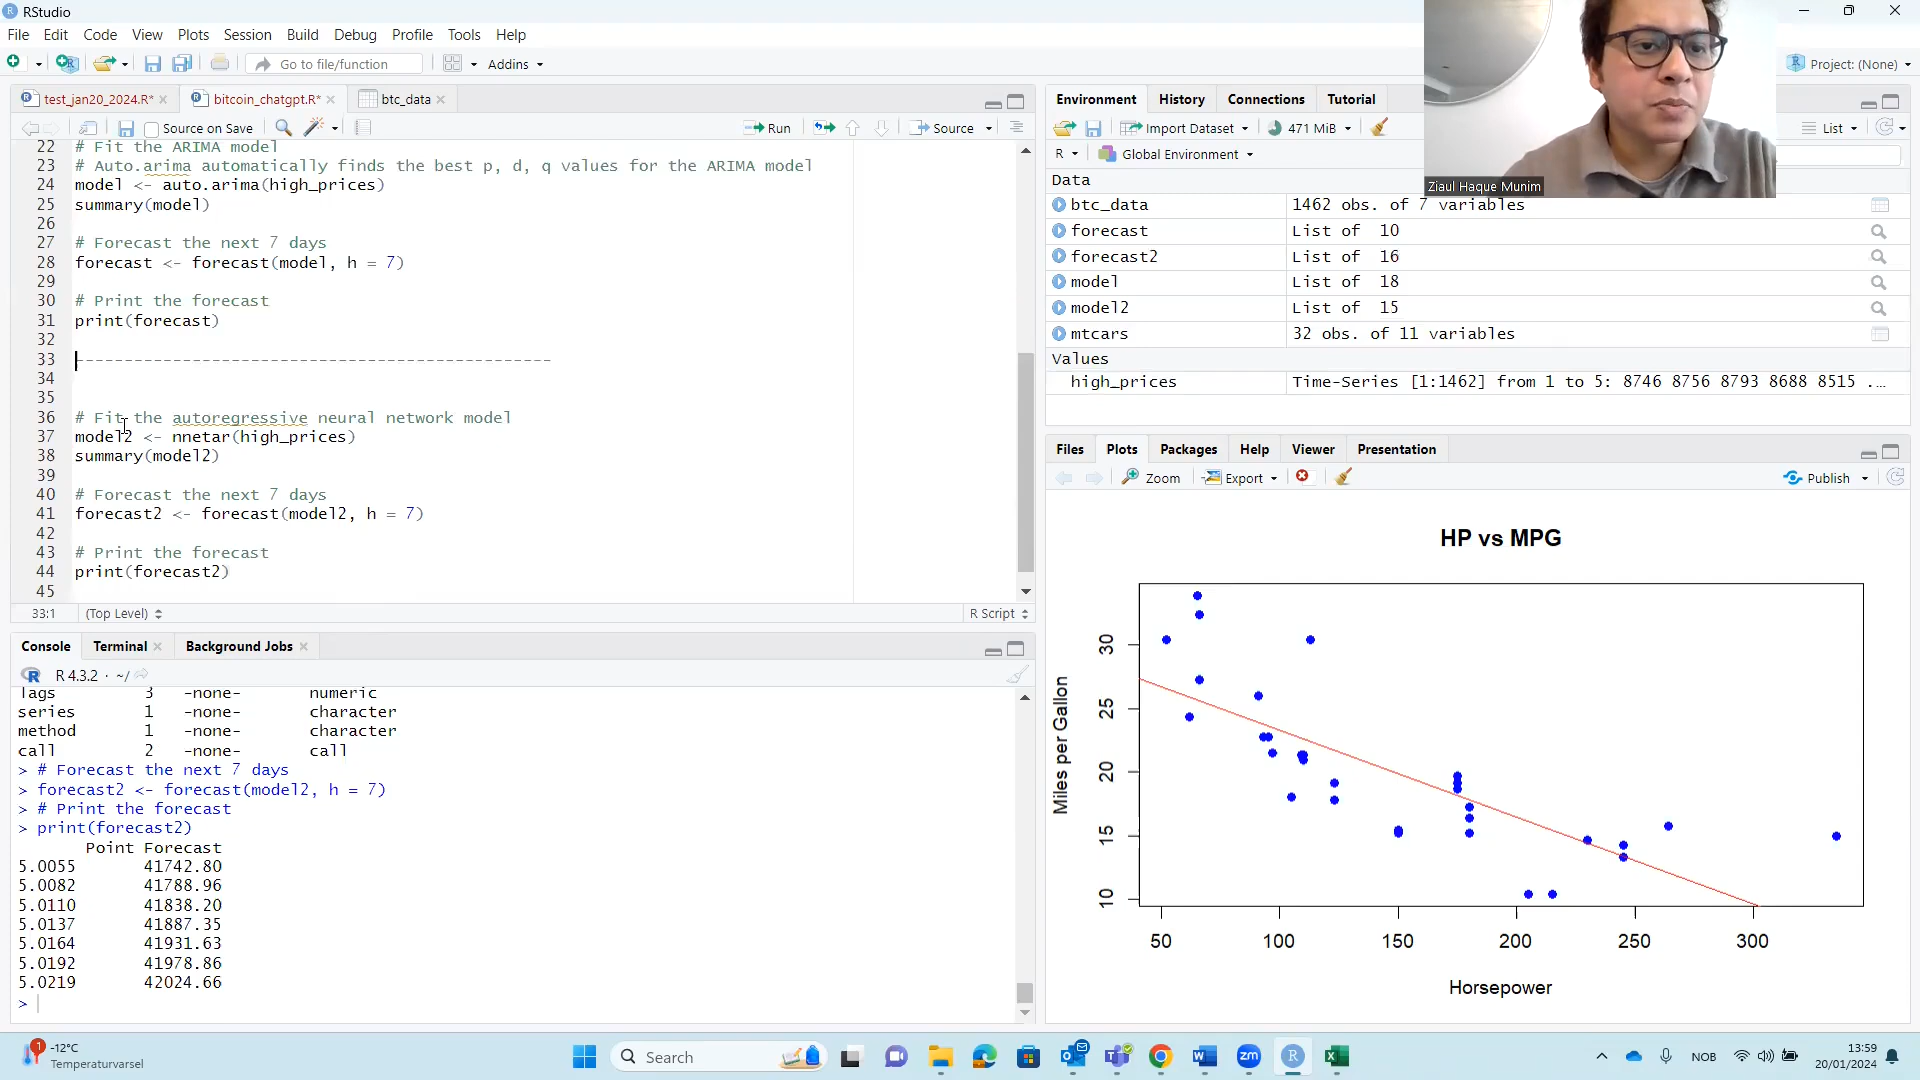 RStudio
File Edit Code View Plots Session Build Debug Profile Tools Help
Go to file/function Addins Project: (None)
test_jan20_2024.R* bitcoin_chatgpt.R* btc_data
Source on Save Run Source
22 # Fit the ARIMA model
23 # Auto.arima automatically finds the best p, d, q values for the ARIMA model
24 model <- auto.arima(high_prices)
25 summary(model)
26
27 # Forecast the next 7 days
28 forecast <- forecast(model, h = 7)
29
30 # Print the forecast
31 print(forecast)
32
33 -------------------------------------------------
34
35
36 # Fit the autoregressive neural network model
37 model2 <- nnetar(high_prices)
38 summary(model2)
39
40 # Forecast the next 7 days
41 forecast2 <- forecast(model2, h = 7)
42
43 # Print the forecast
44 print(forecast2)
45
33:1 (Top Level) R Script
Console Terminal Background Jobs
R 4.3.2 · ~/
lags 3 -none- numeric
series 1 -none- character
method 1 -none- character
call 2 -none- call
> # Forecast the next 7 days
> forecast2 <- forecast(model2, h = 7)
> # Print the forecast
> print(forecast2)
Point Forecast
5.0055 41742.80
5.0082 41788.96
5.0110 41838.20
5.0137 41887.35
5.0164 41931.63
5.0192 41978.86
5.0219 42024.66
>
Environment History Connections Tutorial
Import Dataset 471 MiB List
R Global Environment
Ziaul Haque Munim
Data
btc_data 1462 obs. of 7 variables
forecast List of 10
forecast2 List of 16
model List of 18
model2 List of 15
mtcars 32 obs. of 11 variables
Values
high_prices Time-Series [1:1462] from 1 to 5: 8746 8756 8793 8688 8515 ...
Files Plots Packages Help Viewer Presentation
Zoom Export Publish
HP vs MPG
Miles per Gallon
30
25
20
15
10
50 100 150 200 250 300
Horsepower
1
-12°C
Temperaturvarsel
Search
zm
R
NOB
13:59
20/01/2024